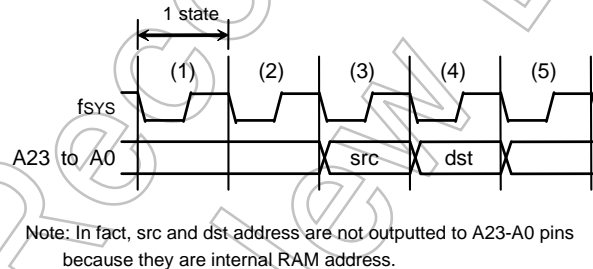 1 state
(1) (2) (3) (4) (5)
fSYS
A23 to A0 src dst
Note: In fact, src and dst address are not outputted to A23-A0 pins
because they are internal RAM address.